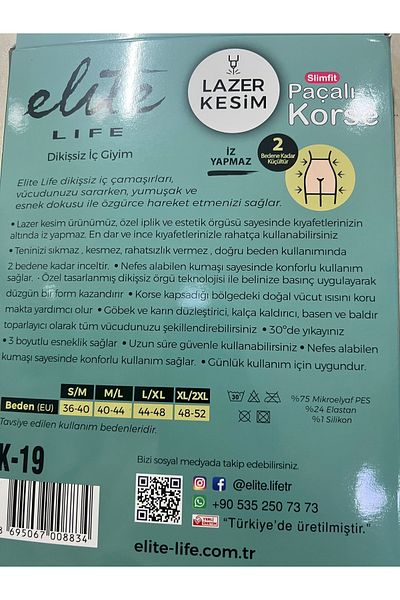 elite
LIFE
Dikişsiz İç Giyim
LAZER
KESİM
İZ
YAPMAZ
Slimfit
Paçalı
Korse
2
Bedene Kadar
Küçültür
Elite Life dikişsiz iç çamaşırları,
vücudunuzu sararken, yumuşak ve
esnek dokusu ile özgürce hareket etmenizi sağlar.
• Lazer kesim ürünümüz, özel iplik ve estetik örgüsü sayesinde kıyafetlerinizin
altında iz yapmaz. En dar ve ince kıyafetlerinizle rahatça kullanabilirsiniz
• Teninizi sıkmaz, kesmez, rahatsızlık vermez, doğru beden kullanımında
2 bedene kadar inceltir. • Nefes alabilen kumaşı sayesinde konforlu kullanım
sağlar. • Özel tasarlanmış dikişsiz örgü teknolojisi ile belinize basınç uygulayarak
düzgün bir form kazandırır • Korse kapsadığı bölgedeki doğal vücut ısısını koru
makta yardımcı olur • Göbek ve karın düzleştirici, kalça kaldırıcı, basen ve baldır
toparlayıcı olarak tüm vücudunuzu şekillendirebilirsiniz • 30°de yıkayınız
• 3 boyutlu esneklik sağlar • Uzun süre güvenle kullanabilirsiniz • Nefes alabilen
kumaşı sayesinde konforlu kullanım sağlar. • Günlük kullanım için uygundur.
S/M M/L L/XL XL/2XL
Beden (EU) 36-40 40-44 44-48 48-52
Tavsiye edilen kullanım bedenleridir.
30
%75 Mikroelyaf PES
%24 Elastan
%1 Silikon
K-19
8 695067 008834
Bizi sosyal medyada takip edebilirsiniz.
@elite.lifetr
+90 535 250 73 73
YERLİ ÜRETİM
"Türkiye'de üretilmiştir."
elite-life.com.tr